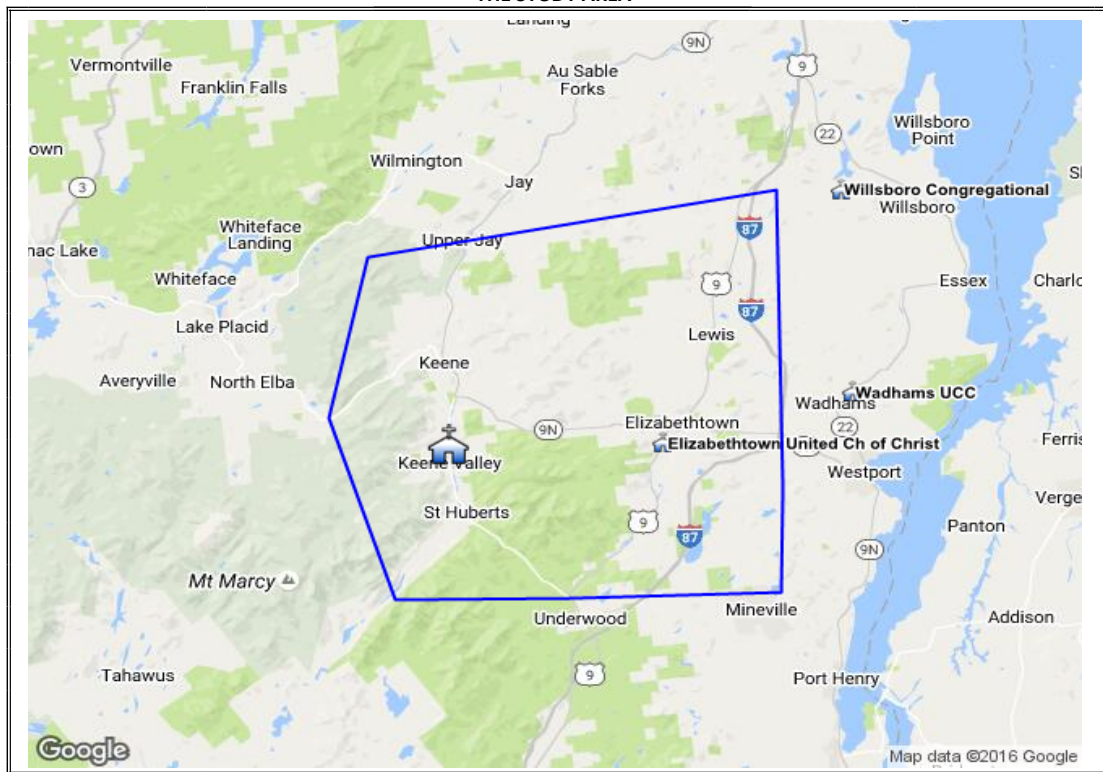 THE STUDY AREA
Landing
9N
9
Vermontville
Au Sable
Forks
Franklin Falls
Willsboro
Point
22
own
Wilmington
3
Jay
Willsboro Congregational
Willsboro
Whiteface
Landing
87
Upper Jay
nac Lake
Whiteface
9
Essex
Charlo
87
Lake Placid
Lewis
Keene
Averyville
North Elba
Wadhams UCC
Wadhams
Elizabethtown
9N
22
Elizabethtown United Ch of Christ
Ferris
Keene Valley
Westport
Verge
St Huberts
9
Panton
87
9N
Mt Marcy
Underwood
Mineville
Addison
Tahawus
9
Port Henry
Google
Map data ©2016 Google